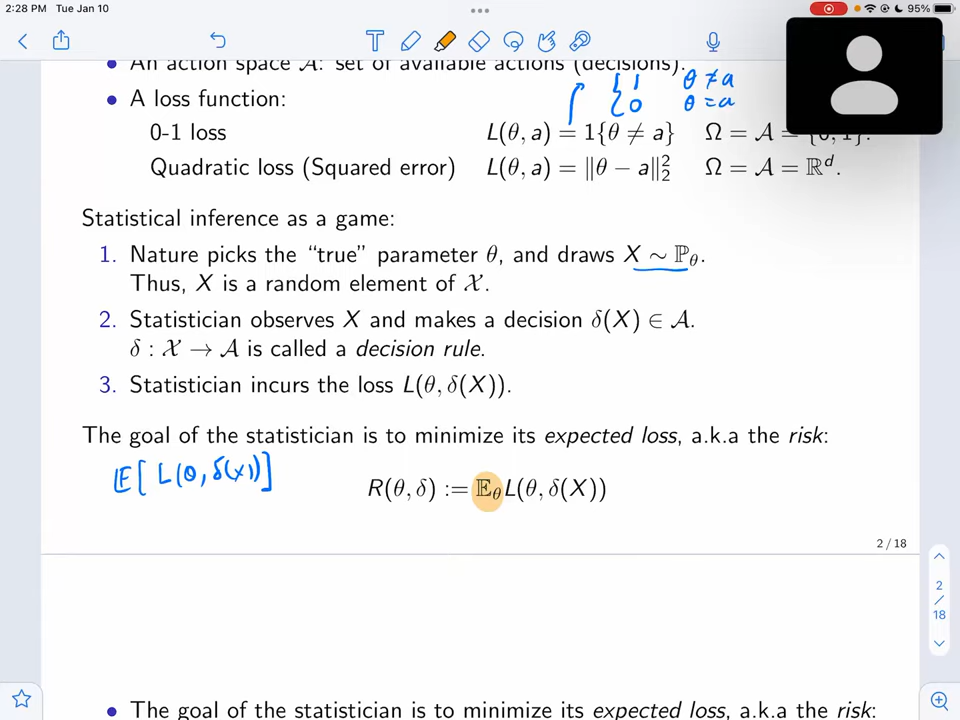 2:28 PM Tue Jan 10
95%
• An action space 𝒜: set of available actions (decisions).
1 θ ≠ a
0 θ = a
• A loss function:
0-1 loss L(θ, a) = 1{θ ≠ a} Ω = 𝒜 = {0, 1}.
Quadratic loss (Squared error) L(θ, a) = ‖θ − a‖₂² Ω = 𝒜 = ℝᵈ.
Statistical inference as a game:
1. Nature picks the “true” parameter θ, and draws X ∼ ℙθ.
Thus, X is a random element of 𝒳.
2. Statistician observes X and makes a decision δ(X) ∈ 𝒜.
δ : 𝒳 → 𝒜 is called a decision rule.
3. Statistician incurs the loss L(θ, δ(X)).
The goal of the statistician is to minimize its expected loss, a.k.a the risk:
𝔼[ L(θ, δ(x))]
R(θ, δ) := 𝔼θL(θ, δ(X))
2 / 18
2
/
18
• The goal of the statistician is to minimize its expected loss, a.k.a the risk: